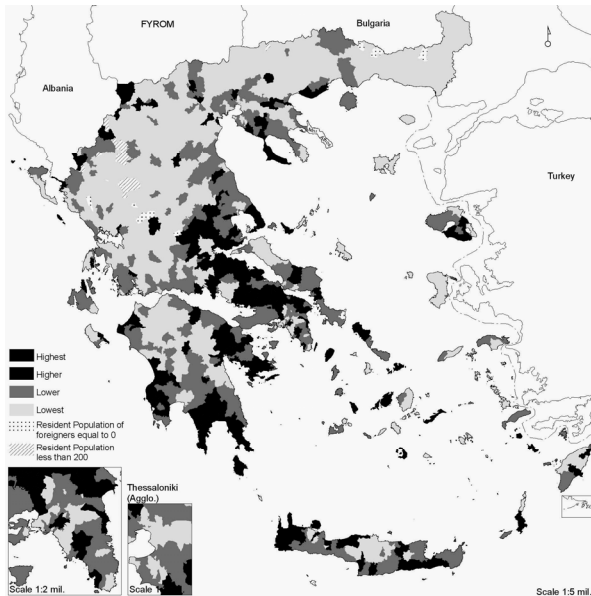 FYROM
Bulgaria
Albania
Turkey
Highest
Higher
Lower
Lowest
Resident Population of
foreigners equal to 0
Resident Population
less than 200
Thessaloniki
(Agglo.)
Scale 1:2 mil.
Scale
Scale 1:5 mil.